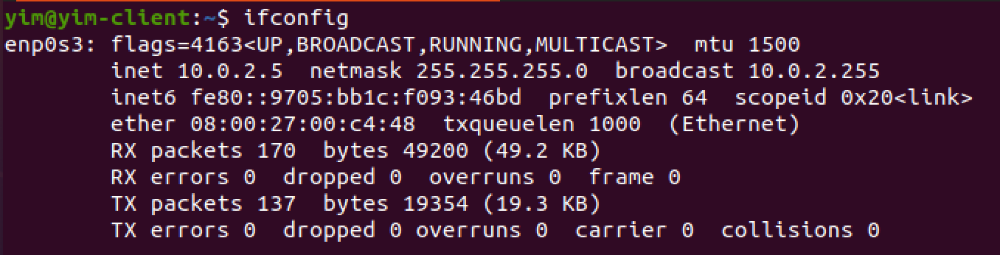 yim@yim-client:~$ ifconfig
enp0s3: flags=4163<UP,BROADCAST,RUNNING,MULTICAST>  mtu 1500
        inet 10.0.2.5  netmask 255.255.255.0  broadcast 10.0.2.255
        inet6 fe80::9705:bb1c:f093:46bd  prefixlen 64  scopeid 0x20<link>
        ether 08:00:27:00:c4:48  txqueuelen 1000  (Ethernet)
        RX packets 170  bytes 49200 (49.2 KB)
        RX errors 0  dropped 0  overruns 0  frame 0
        TX packets 137  bytes 19354 (19.3 KB)
        TX errors 0  dropped 0 overruns 0  carrier 0  collisions 0